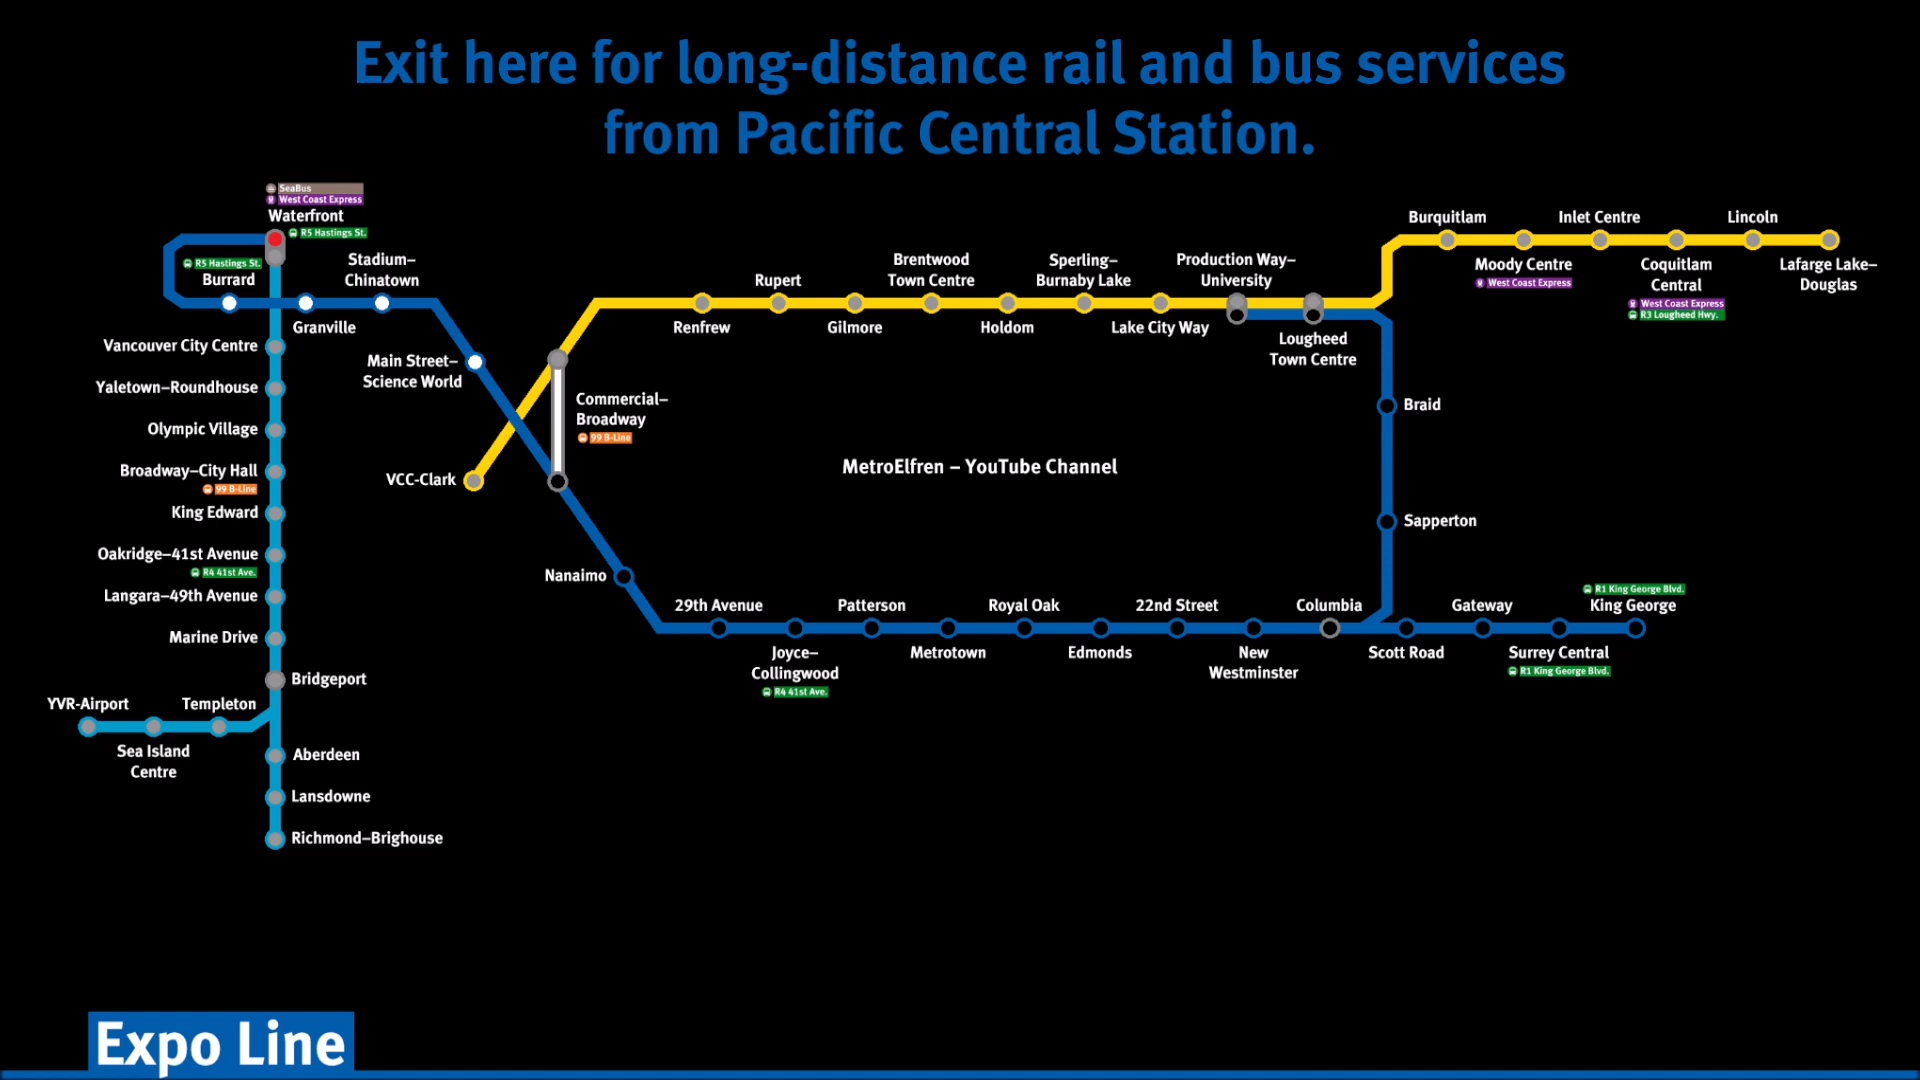 Exit here for long-distance rail and bus services
from Pacific Central Station.
SeaBus
West Coast Express
Waterfront
R5 Hastings St.
R5 Hastings St.
Burrard
Granville
Stadium–
Chinatown
Main Street–
Science World
Vancouver City Centre
Yaletown–Roundhouse
Olympic Village
Broadway–City Hall
99 B-Line
King Edward
Oakridge–41st Avenue
R4 41st Ave.
Langara–49th Avenue
Marine Drive
Bridgeport
YVR-Airport
Sea Island
Centre
Templeton
Aberdeen
Lansdowne
Richmond–Brighouse
VCC-Clark
Commercial–
Broadway
99 B-Line
Renfrew
Rupert
Gilmore
Brentwood
Town Centre
Holdom
Sperling–
Burnaby Lake
Lake City Way
Production Way–
University
Lougheed
Town Centre
Burquitlam
Moody Centre
West Coast Express
Inlet Centre
Coquitlam
Central
West Coast Express
R3 Lougheed Hwy.
Lincoln
Lafarge Lake–
Douglas
Braid
Sapperton
MetroElfren – YouTube Channel
Nanaimo
29th Avenue
Joyce–
Collingwood
R4 41st Ave.
Patterson
Metrotown
Royal Oak
Edmonds
22nd Street
New
Westminster
Columbia
Scott Road
Gateway
Surrey Central
R1 King George Blvd.
R1 King George Blvd.
King George
Expo Line